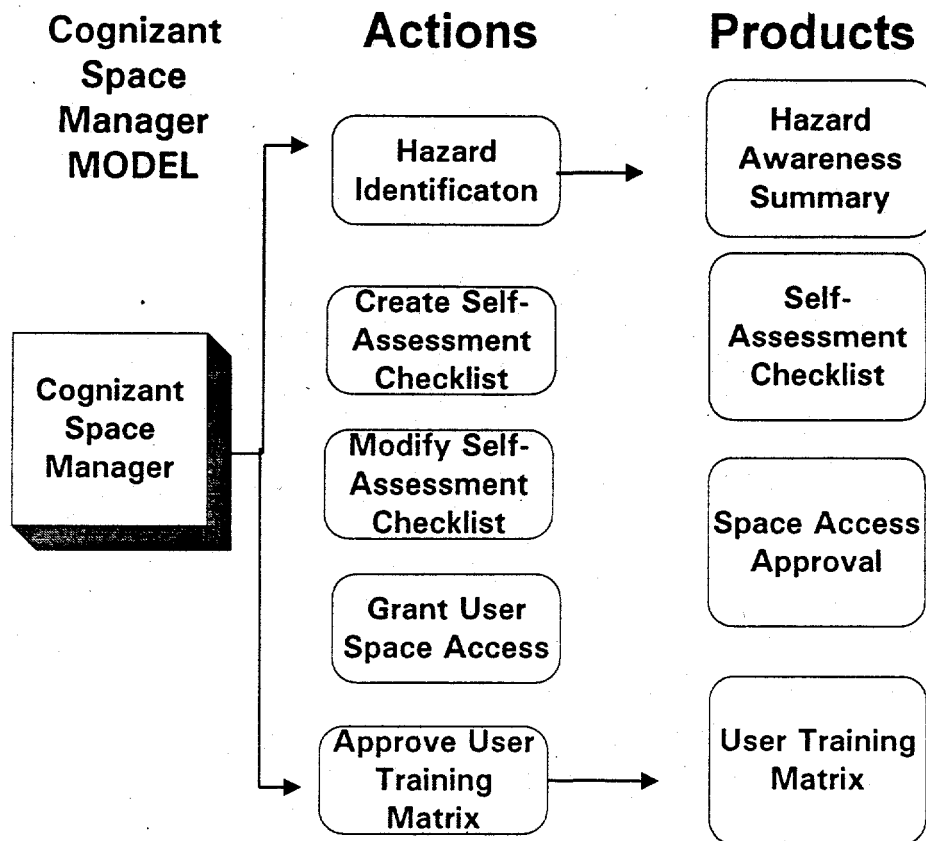 Cognizant
Space
Manager
MODEL
Actions
Products
Cognizant
Space
Manager
Hazard
Identificaton
Create Self-
Assessment
Checklist
Modify Self-
Assessment
Checklist
Grant User
Space Access
Approve User
Training
Matrix
Hazard
Awareness
Summary
Self-
Assessment
Checklist
Space Access
Approval
User Training
Matrix